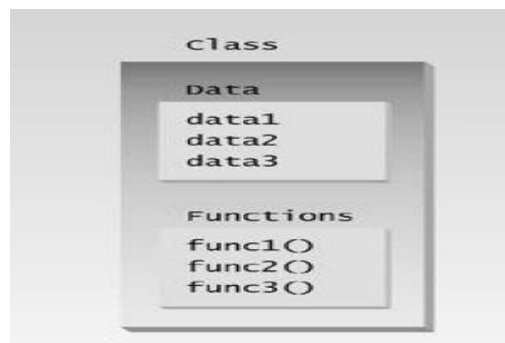 Class
Data
data1
data2
data3
Functions
func1()
func2()
func3()